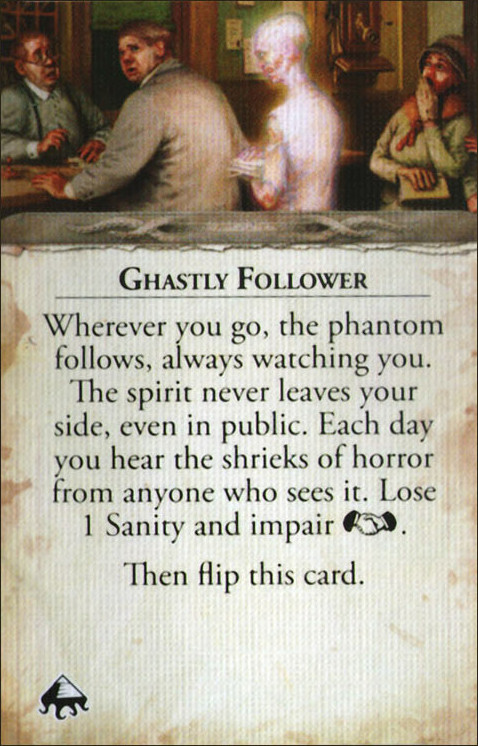 Ghastly Follower
Wherever you go, the phantom
follows, always watching you.
The spirit never leaves your
side, even in public. Each day
you hear the shrieks of horror
from anyone who sees it. Lose
1 Sanity and impair .
Then flip this card.